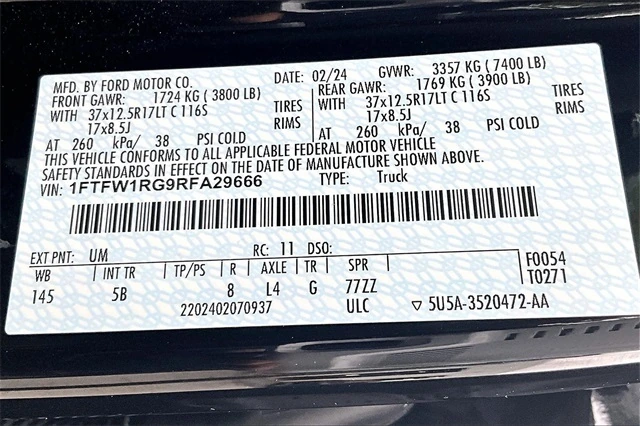 MFD. BY FORD MOTOR CO. DATE: 02/24 GVWR: 3357 KG ( 7400 LB)
FRONT GAWR: 1724 KG ( 3800 LB) REAR GAWR: 1769 KG ( 3900 LB)
WITH 37x12.5R17LT C 116S TIRES 37x12.5R17LT C 116S TIRES
17x8.5J RIMS 17x8.5J RIMS
AT 260 kPa/ 38 PSI COLD AT 260 kPa/ 38 PSI COLD
THIS VEHICLE CONFORMS TO ALL APPLICABLE FEDERAL MOTOR VEHICLE
SAFETY STANDARDS IN EFFECT ON THE DATE OF MANUFACTURE SHOWN ABOVE.
VIN: 1FTFW1RG9RFA29666 TYPE: Truck
EXT PNT: UM RC: 11 DSO: F0054
WB INT TR TP/PS R AXLE TR SPR T0271
145 5B 8 L4 G 77ZZ
2202402070937 ULC ▽ 5U5A-3520472-AA